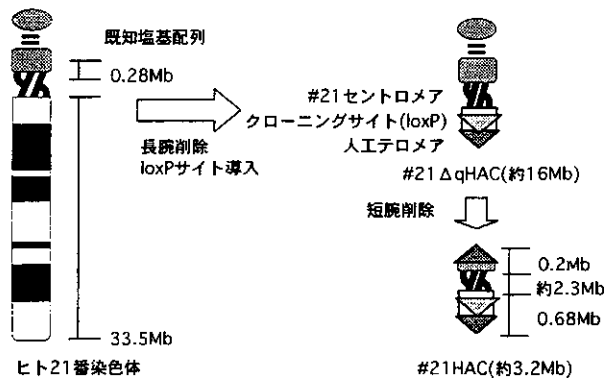 既知塩基配列
0.28Mb
長腕削除
loxPサイト導入
33.5Mb
ヒト21番染色体
#21セントロメア
クローニングサイト(loxP)
人工テロメア
#21ΔqHAC(約16Mb)
短腕削除
0.2Mb
約2.3Mb
0.68Mb
#21HAC(約3.2Mb)